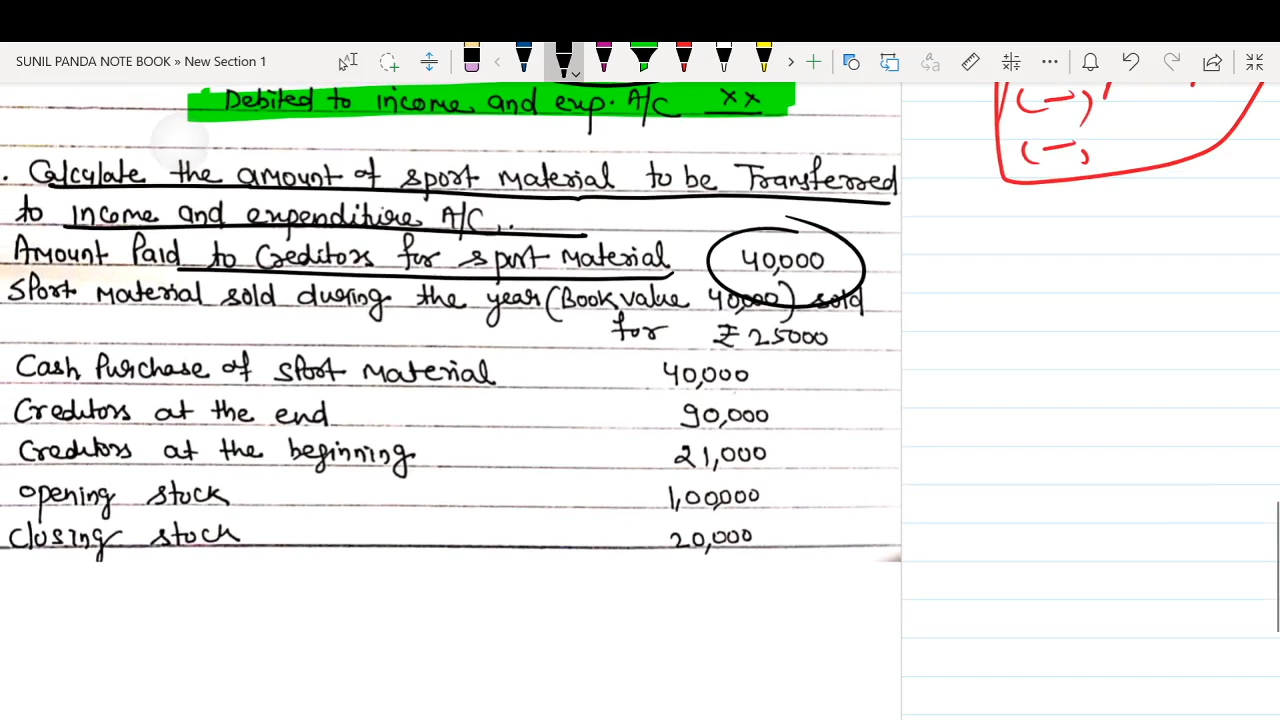 SUNIL PANDA NOTE BOOK » New Section 1
Debited to income and exp. A/C xx
. Calculate the amount of sport material to be Transferred
to income and expenditure A/C.
Amount Paid to Creditors for sport material 40,000
Sport Material sold during the year (Book value 40,000) sold
for ₹ 25000
Cash Purchase of sport material 40,000
Creditors at the end 90,000
Creditors at the beginning 21,000
opening stock 1,00,000
closing stock 20,000
(-)
(-)